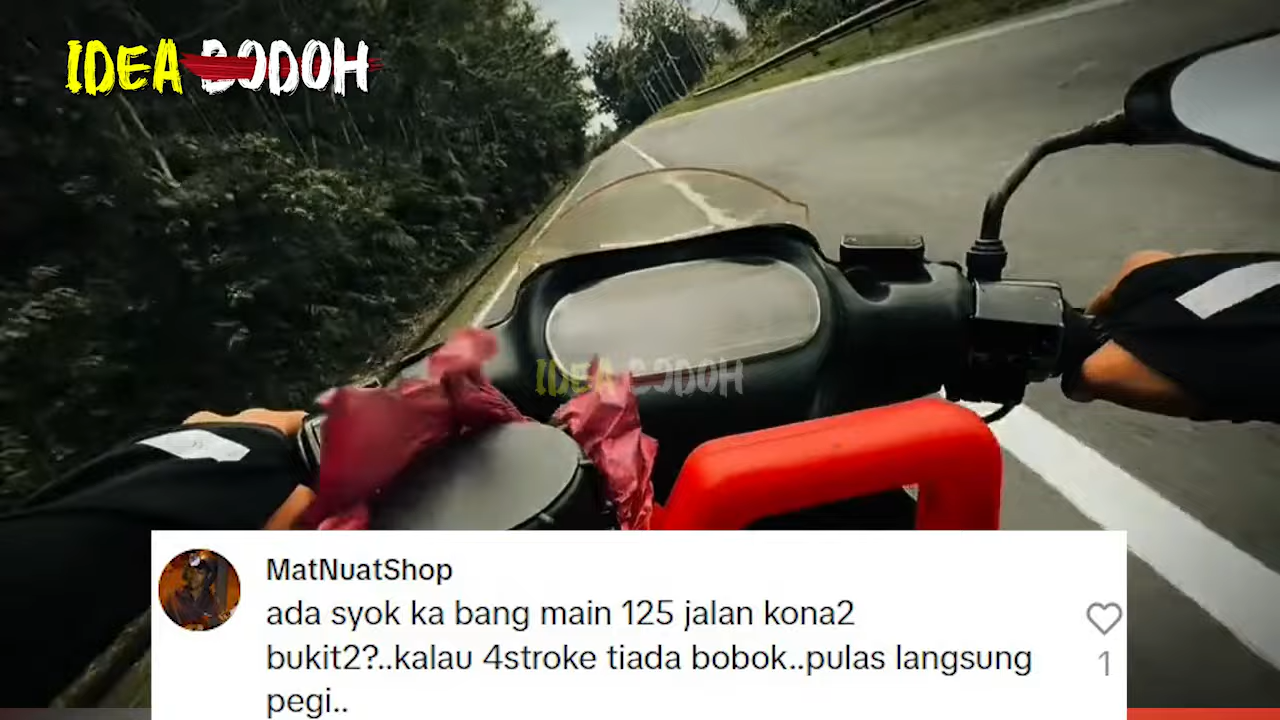 IDEA BODOH
IDEA BODOH
MatNuatShop
ada syok ka bang main 125 jalan kona2
bukit2?..kalau 4stroke tiada bobok..pulas langsung
pegi..
1